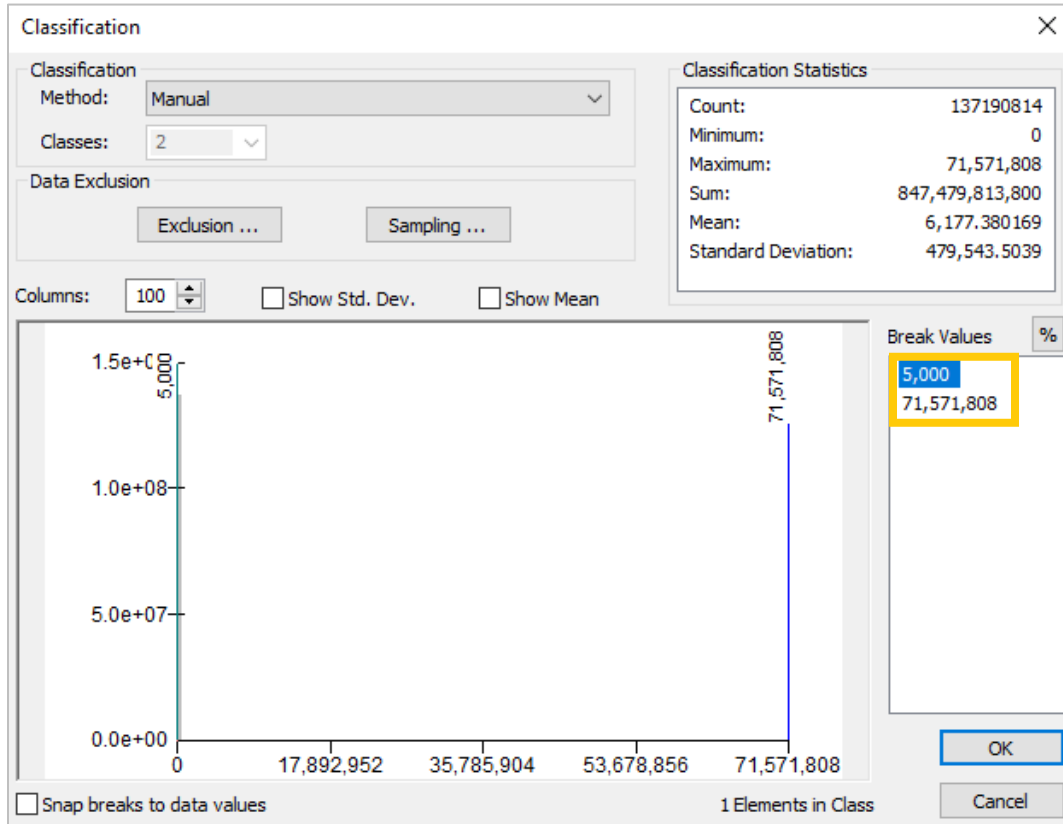 Classification
Classification
Method: Manual
Classes: 2
Data Exclusion
Exclusion ...
Sampling ...
Classification Statistics
Count: 137190814
Minimum: 0
Maximum: 71,571,808
Sum: 847,479,813,800
Mean: 6,177.380169
Standard Deviation: 479,543.5039
Columns: 100
Show Std. Dev.
Show Mean
Break Values %
5,000
71,571,808
5,000
71,571,808
1.0e+08
5.0e+07
0.0e+00
0 17,892,952 35,785,904 53,678,856 71,571,808
Snap breaks to data values
1 Elements in Class
OK
Cancel